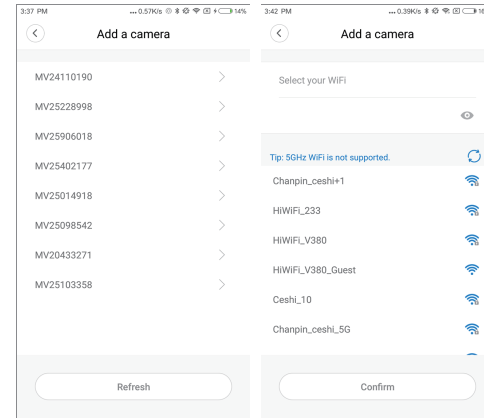 3:37 PM
... 0.57K/s 14%
Add a camera
MV24110190
MV25228998
MV25906018
MV25402177
MV25014918
MV25098542
MV20433271
MV25103358
Refresh
3:42 PM
... 0.39K/s 16
Add a camera
Select your WiFi
Tip: 5GHz WiFi is not supported.
Chanpin_ceshi+1
HiWiFi_233
HiWiFi_V380
HiWiFi_V380_Guest
Ceshi_10
Chanpin_ceshi_5G
Confirm